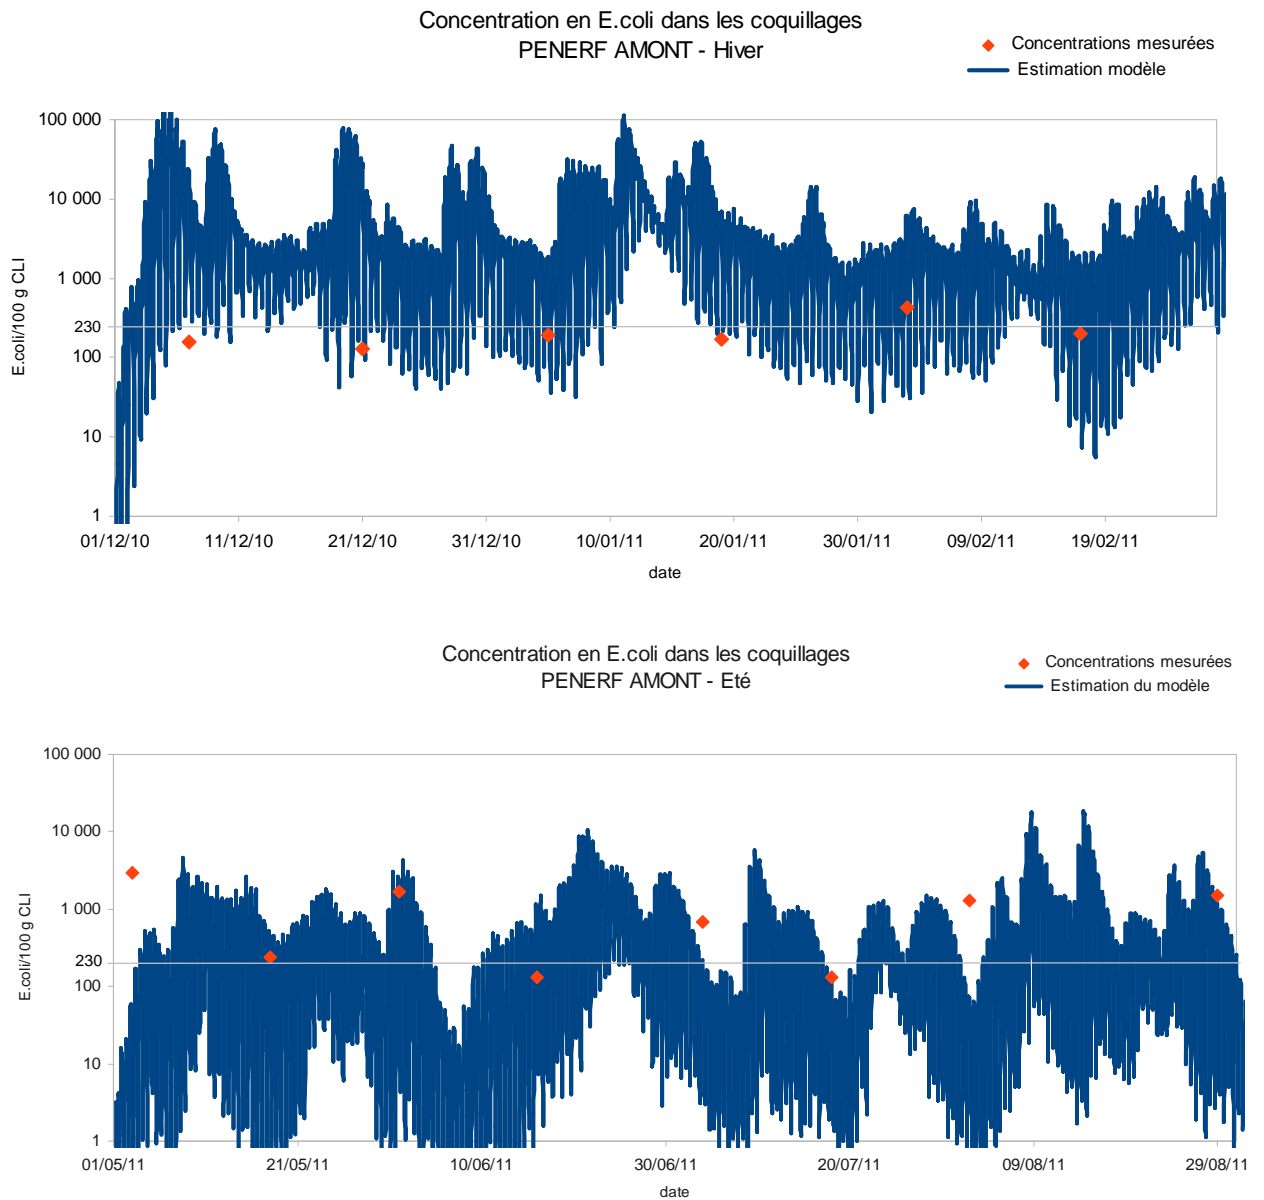 Concentration en E.coli dans les coquillages
PENERF AMONT - Hiver
Concentrations mesurées
Estimation modèle
100 000
10 000
1 000
230
100
10
1
E.coli/100 g CLI
01/12/10 11/12/10 21/12/10 31/12/10 10/01/11 20/01/11 30/01/11 09/02/11 19/02/11
date
Concentration en E.coli dans les coquillages
PENERF AMONT - Eté
Concentrations mesurées
Estimation du modèle
100 000
10 000
1 000
230
100
10
1
E.coli/100 g CLI
01/05/11 21/05/11 10/06/11 30/06/11 20/07/11 09/08/11 29/08/11
date